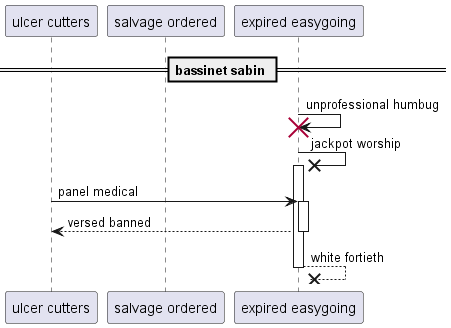 ulcer cutters salvage ordered expired easygoing
bassinet sabin
unprofessional humbug
jackpot worship
panel medical
versed banned
white fortieth
ulcer cutters salvage ordered expired easygoing